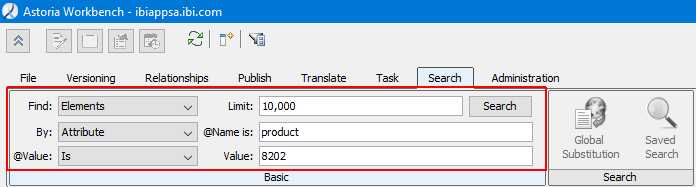 Astoria Workbench - ibiappsa.ibi.com
File Versioning Relationships Publish Translate Task Search Administration
Find: Elements Limit: 10,000 Search
By: Attribute @Name is: product
@Value: Is Value: 8202
Global Substitution
Saved Search
Basic Search